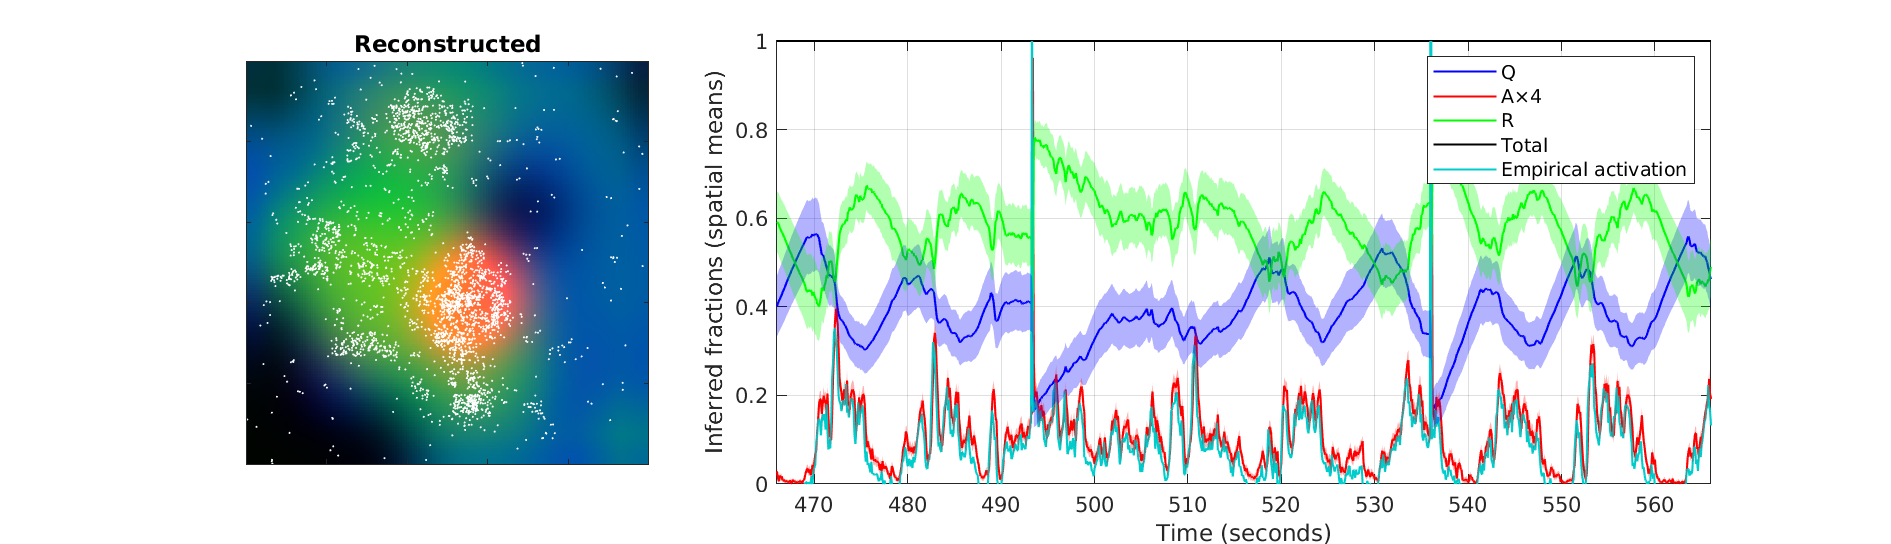 Reconstructed
Inferred fractions (spatial means)
1
0.8
0.6
0.4
0.2
0
470 480 490 500 510 520 530 540 550 560
Time (seconds)
Q
A×4
R
Total
Empirical activation